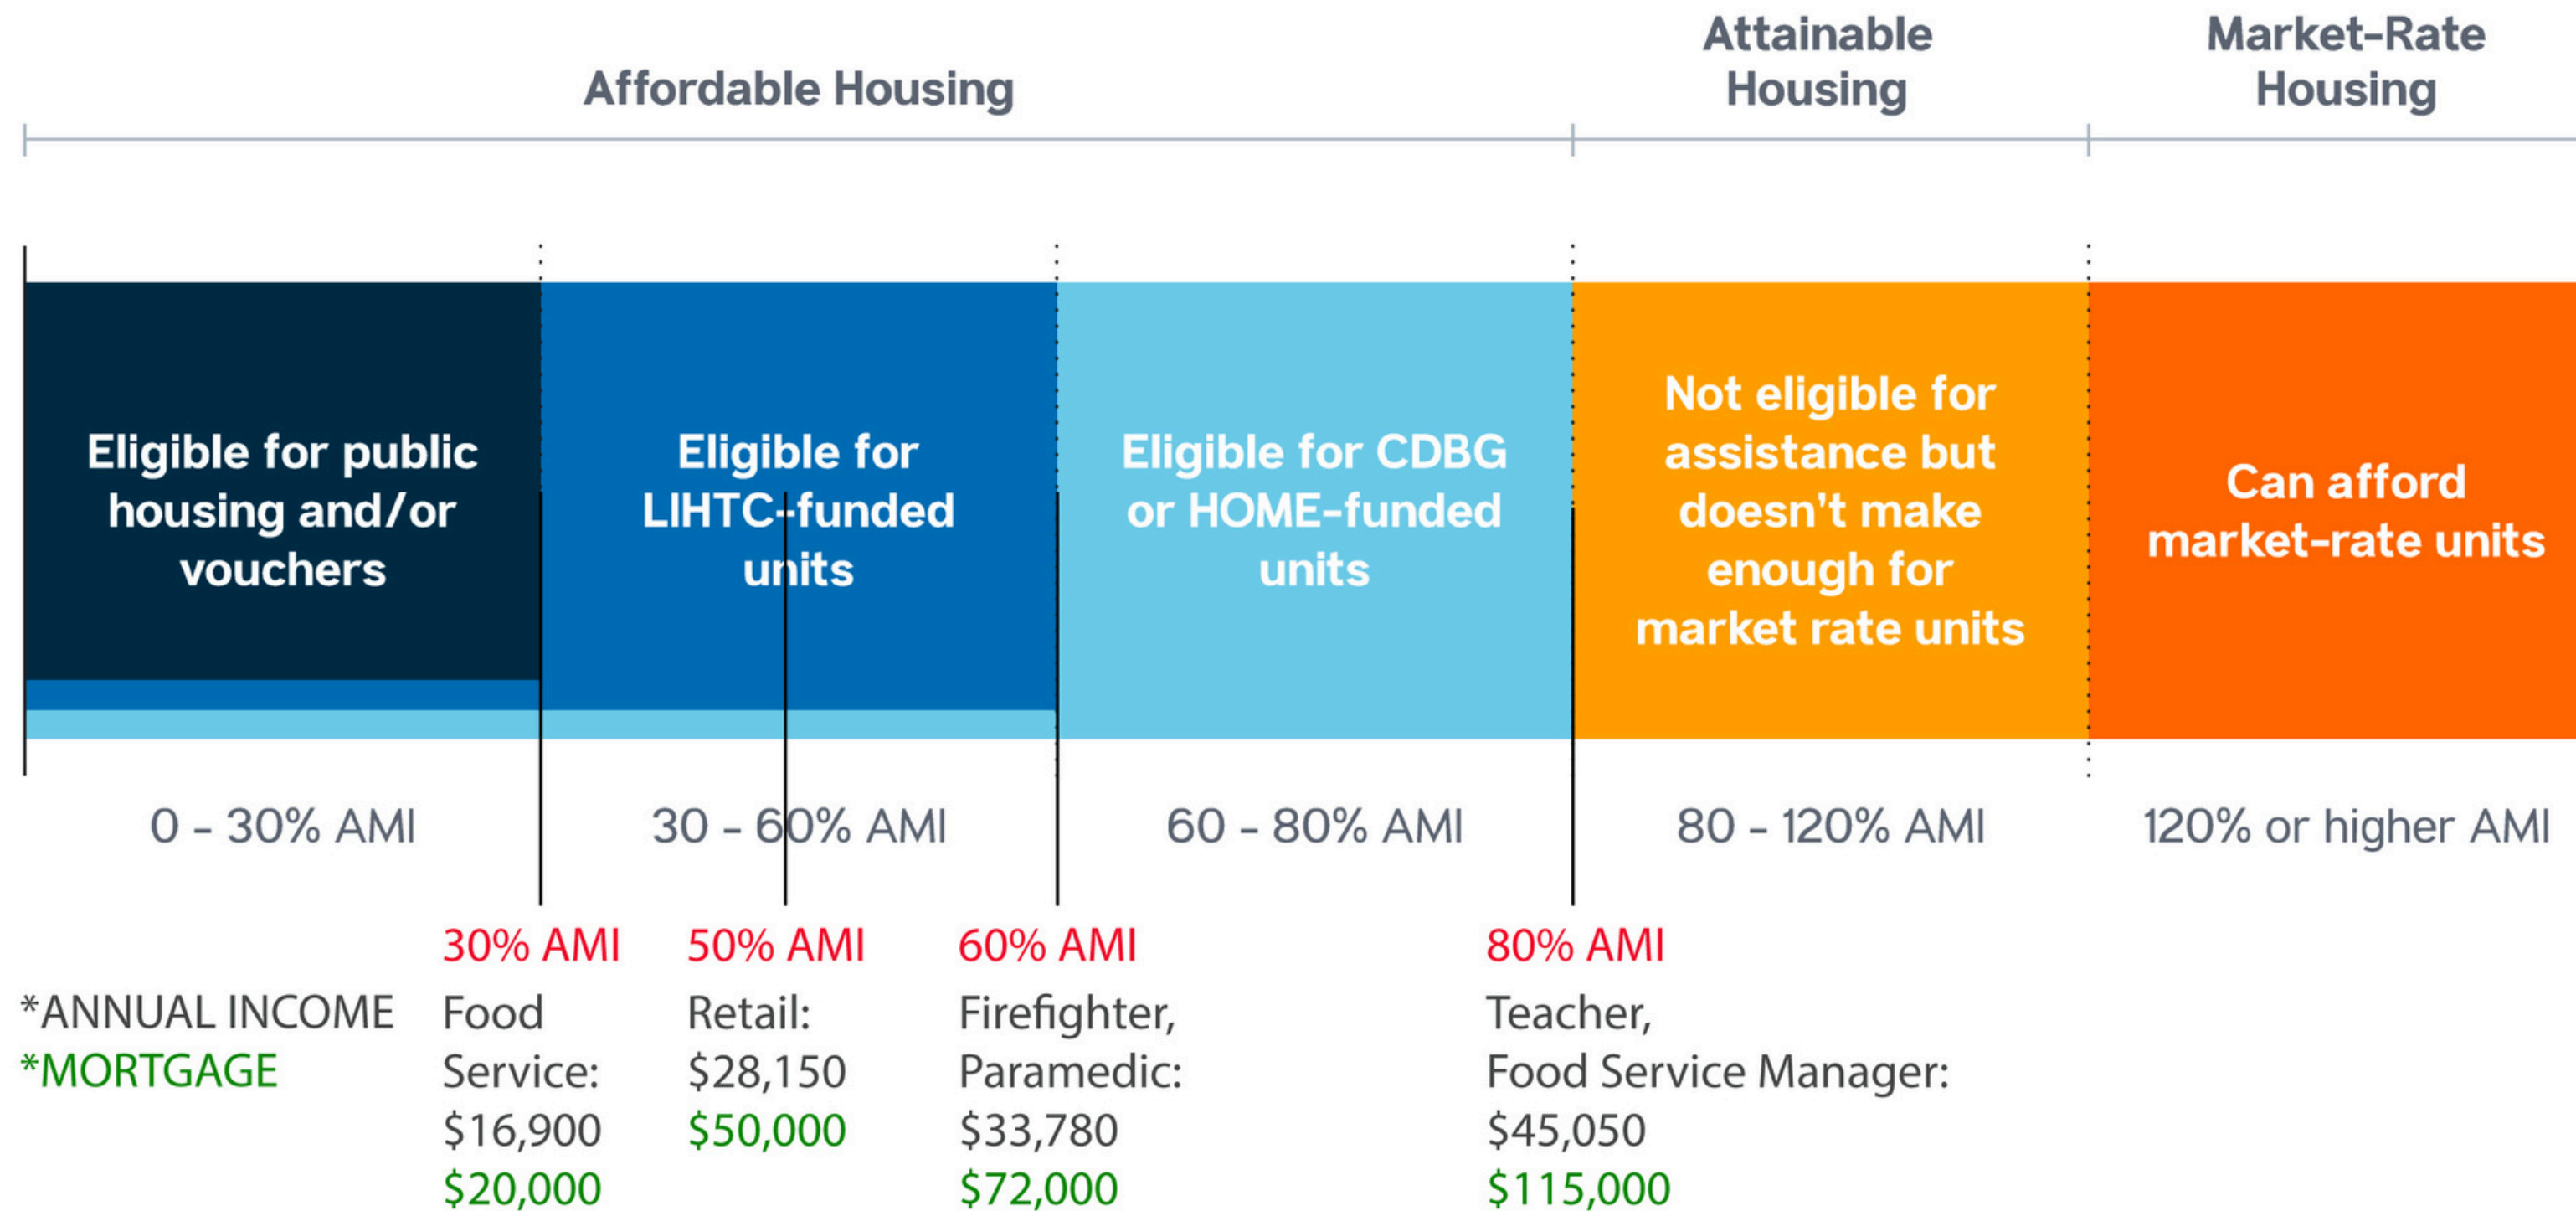 Affordable Housing
Attainable
Housing
Market-Rate
Housing
Eligible for public
housing and/or
vouchers
Eligible for
LIHTC-funded
units
Eligible for CDBG
or HOME-funded
units
Not eligible for
assistance but
doesn't make
enough for
market rate units
Can afford
market-rate units
0 - 30% AMI
30 - 60% AMI
60 - 80% AMI
80 - 120% AMI
120% or higher AMI
*ANNUAL INCOME
*MORTGAGE
30% AMI
Food
Service:
$16,900
$20,000
50% AMI
Retail:
$28,150
$50,000
60% AMI
Firefighter,
Paramedic:
$33,780
$72,000
80% AMI
Teacher,
Food Service Manager:
$45,050
$115,000